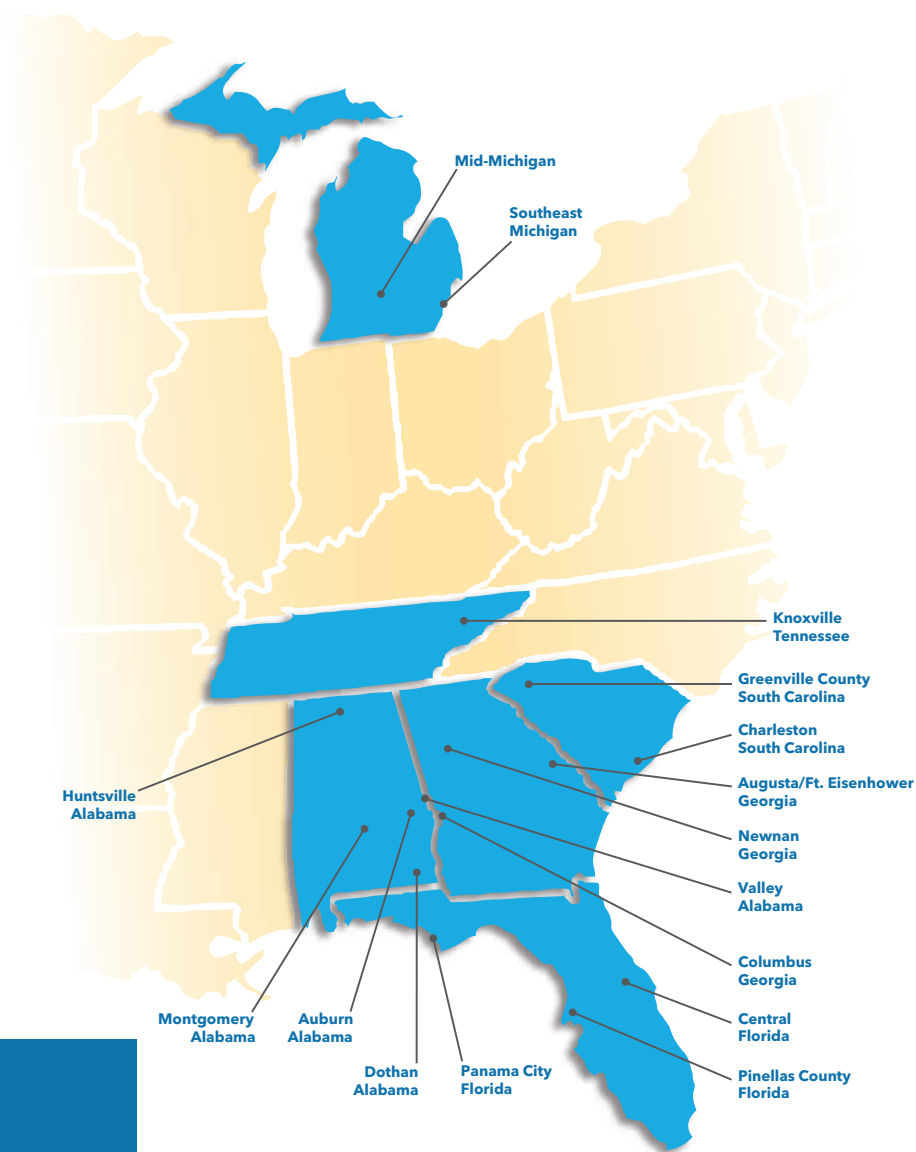 Mid-Michigan
Southeast
Michigan
Knoxville
Tennessee
Greenville County
South Carolina
Charleston
South Carolina
Augusta/Ft. Eisenhower
Georgia
Huntsville
Alabama
Newnan
Georgia
Valley
Alabama
Columbus
Georgia
Montgomery
Alabama
Auburn
Alabama
Central
Florida
Dothan
Alabama
Panama City
Florida
Pinellas County
Florida